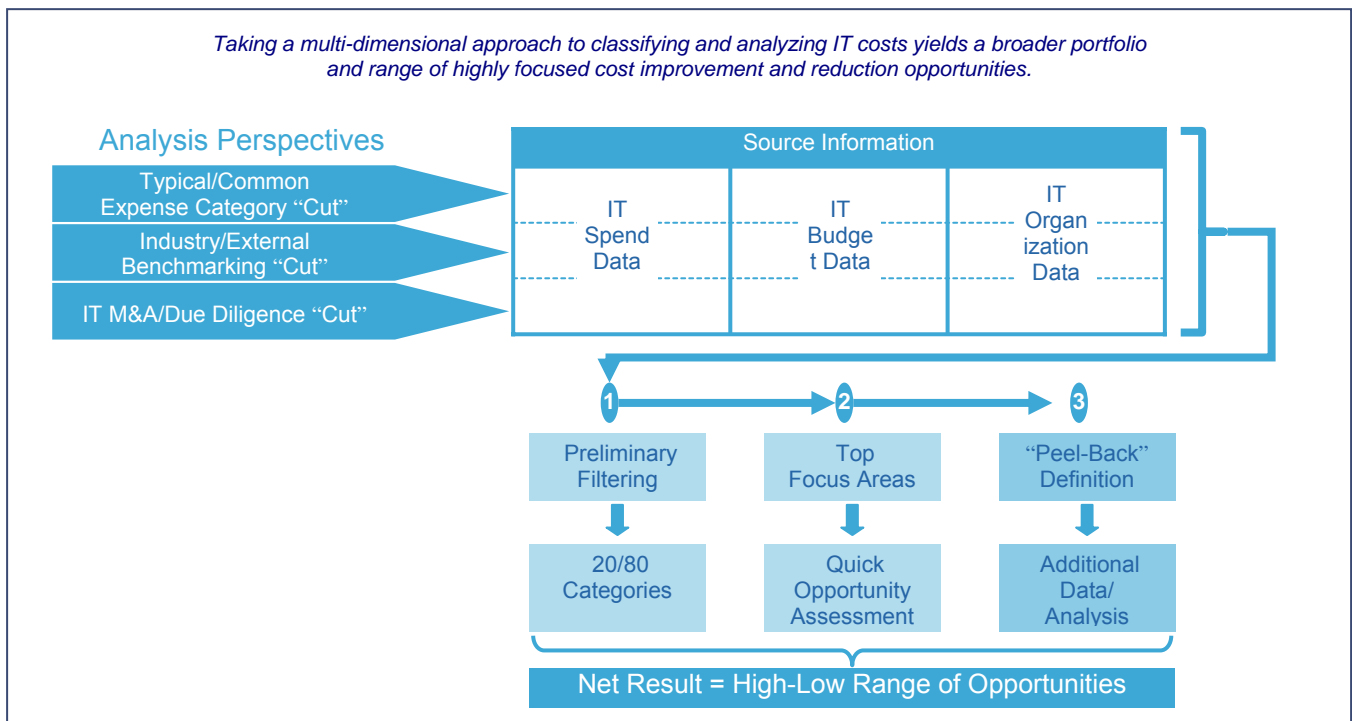 Taking a multi-dimensional approach to classifying and analyzing IT costs yields a broader portfolio
and range of highly focused cost improvement and reduction opportunities.
Analysis Perspectives
Typical/Common
Expense Category “Cut”
Industry/External
Benchmarking “Cut”
IT M&A/Due Diligence “Cut”
Source Information
IT
Spend
Data
IT
Budge
t Data
IT
Organ
ization
Data
1
2
3
Preliminary
Filtering
Top
Focus Areas
“Peel-Back”
Definition
20/80
Categories
Quick
Opportunity
Assessment
Additional
Data/
Analysis
Net Result = High-Low Range of Opportunities